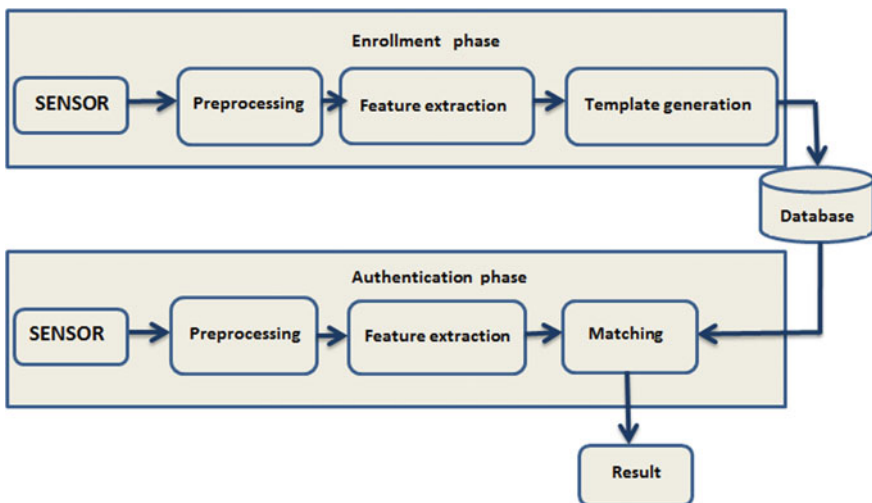 Enrollment phase
SENSOR
Preprocessing
Feature extraction
Template generation
Database
Authentication phase
SENSOR
Preprocessing
Feature extraction
Matching
Result